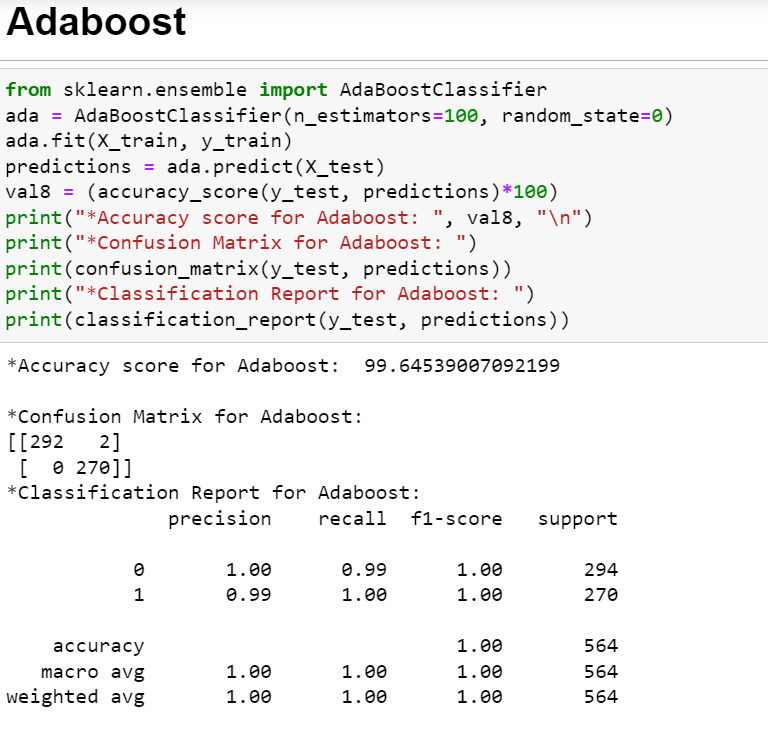 Adaboost
from sklearn.ensemble import AdaBoostClassifier
ada = AdaBoostClassifier(n_estimators=100, random_state=0)
ada.fit(X_train, y_train)
predictions = ada.predict(X_test)
val8 = (accuracy_score(y_test, predictions)*100)
print("*Accuracy score for Adaboost: ", val8, "\n")
print("*Confusion Matrix for Adaboost: ")
print(confusion_matrix(y_test, predictions))
print("*Classification Report for Adaboost: ")
print(classification_report(y_test, predictions))
*Accuracy score for Adaboost:  99.64539007092199
*Confusion Matrix for Adaboost:
[[292   2]
 [  0 270]]
*Classification Report for Adaboost:
              precision    recall  f1-score   support
           0       1.00      0.99      1.00       294
           1       0.99      1.00      1.00       270
    accuracy                           1.00       564
   macro avg       1.00      1.00      1.00       564
weighted avg       1.00      1.00      1.00       564